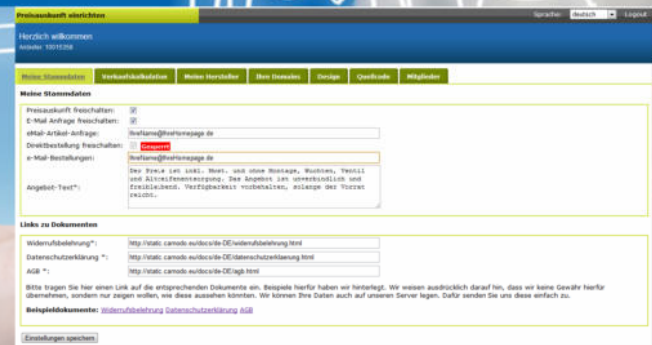 Preisauskunft einrichten
Sprache: deutsch Logout
Herzlich willkommen
Anbieter: 10015358
Meine Stammdaten Verkaufskalkulation Meine Hersteller Ihre Domains Design Quellcode Mitglieder
Meine Stammdaten
Preisauskunft freischalten:
E-Mail Anfrage freischalten:
eMail-Artikel-Anfrage: IhreName@IhreHomepage.de
Direktbestellung freischalten: Gesperrt
e-Mail-Bestellungen: IhreName@IhreHomepage.de
Angebot-Text*: Der Preis ist inkl. Mwst. und ohne Montage, Wuchten, Ventil
und Altreifenentsorgung. Das Angebot ist unverbindlich und
freibleibend. Verfügbarkeit vorbehalten, solange der Vorrat
reicht.
Links zu Dokumenten
Widerrufsbelehrung*: http://static.camodo.eu/docs/de-DE/widerrufsbelehrung.html
Datenschutzerklärung *: http://static.camodo.eu/docs/de-DE/datenschutzerklaerung.html
AGB *: http://static.camodo.eu/docs/de-DE/agb.html
Bitte tragen Sie hier einen Link auf die entsprechenden Dokumente ein. Beispiele hierfür haben wir hinterlegt. Wir weisen ausdrücklich darauf hin, dass wir keine Gewähr hierfür
übernehmen, sondern nur zeigen wollen, wie diese aussehen könnten. Wir können Ihre Daten auch auf unseren Server legen. Dafür senden Sie uns diese einfach zu.
Beispieldokumente: Widerrufsbelehrung Datenschutzerklärung AGB
Einstellungen speichern